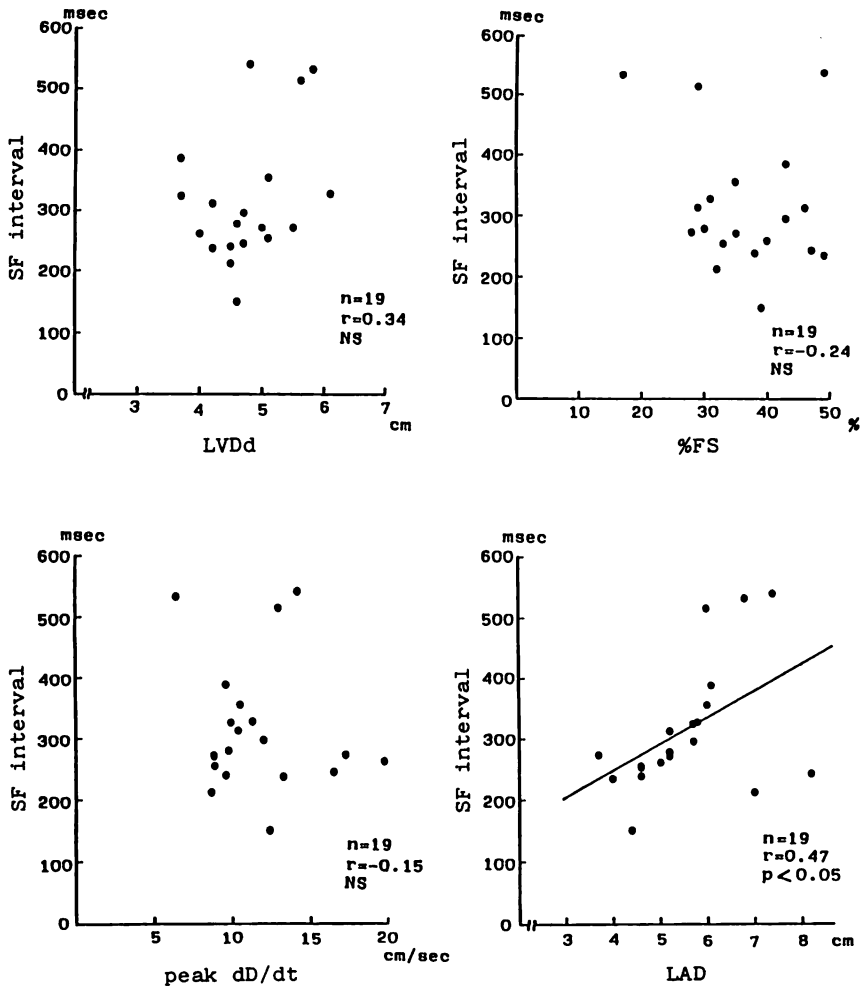 msec
600
500
400
300
200
100
0
SF interval
n=19
r=0.34
NS
3 4 5 6 7
cm
LVDd
msec
600
500
400
300
200
100
0
SF interval
n=19
r=-0.24
NS
10 20 30 40 50
%
%FS
msec
600
500
400
300
200
100
0
SF interval
n=19
r=-0.15
NS
5 10 15 20
cm/sec
peak dD/dt
msec
600
500
400
300
200
100
0
SF interval
n=19
r=0.47
p<0.05
3 4 5 6 7 8 cm
LAD